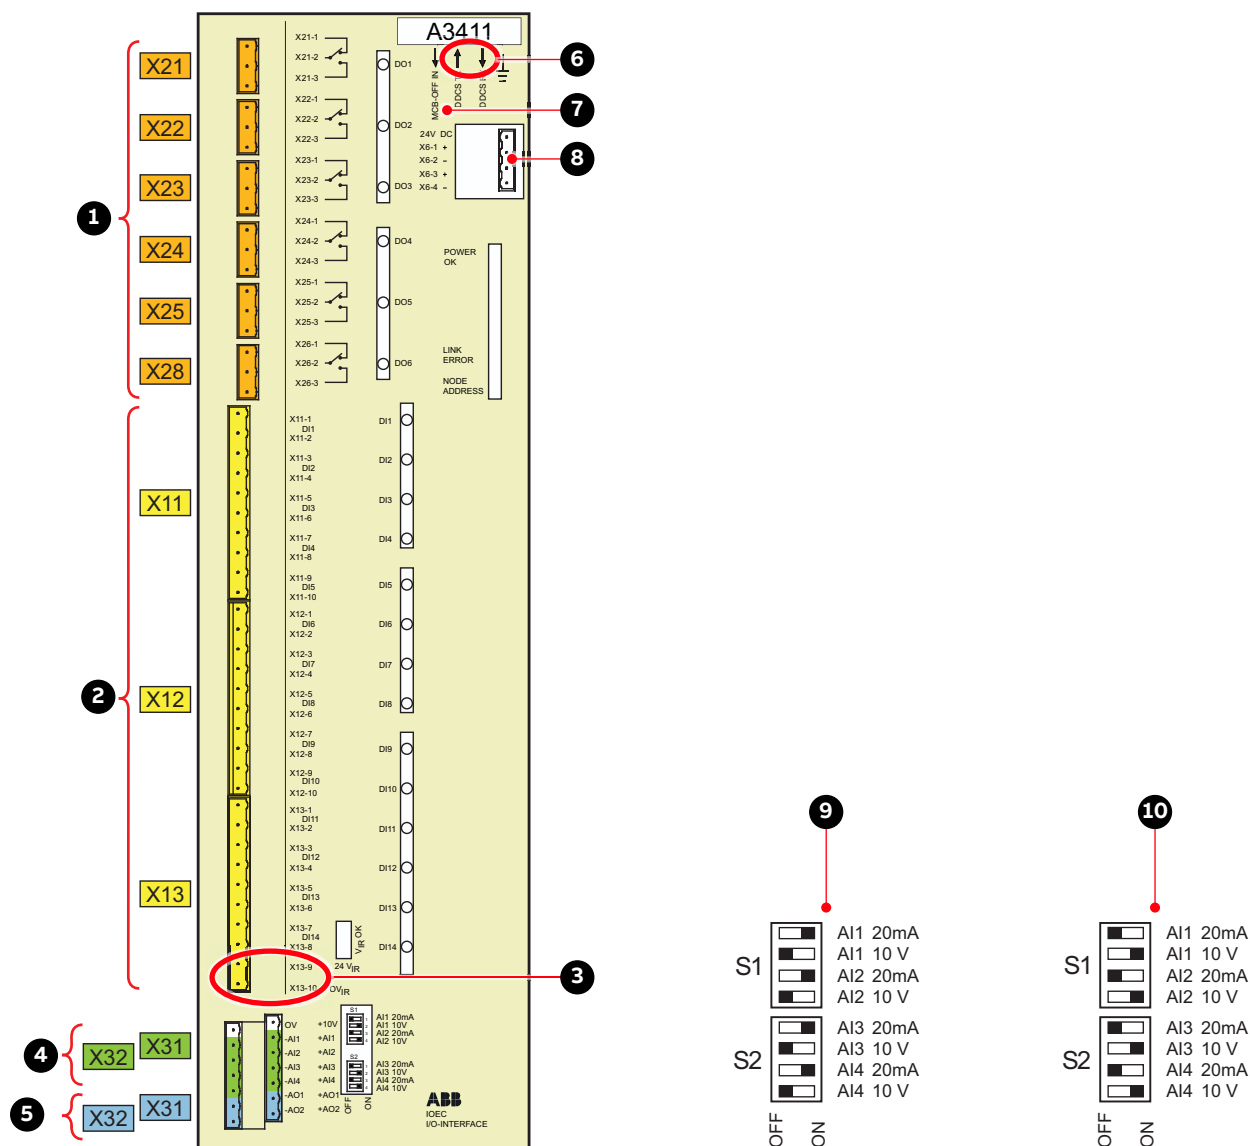 A3411
X21
X22
X23
X24
X25
X28
X11
X12
X13
X31
X32
X31
X32
1
2
3
4
5
6
7
8
9
10
X21-1
X21-2
X21-3
X22-1
X22-2
X22-3
X23-1
X23-2
X23-3
X24-1
X24-2
X24-3
X25-1
X25-2
X25-3
X26-1
X26-2
X26-3
DO1
DO2
DO3
DO4
DO5
DO6
MCB-OFF IN
DDCS
DDCS
24V DC
X6-1 +
X6-2 -
X6-3 +
X6-4 -
POWER
OK
LINK
ERROR
NODE
ADDRESS
X11-1
DI1
X11-2
X11-3
DI2
X11-4
X11-5
DI3
X11-6
X11-7
DI4
X11-8
X11-9
DI5
X11-10
X12-1
DI6
X12-2
X12-3
DI7
X12-4
X12-5
DI8
X12-6
X12-7
DI9
X12-8
X12-9
DI10
X12-10
X13-1
DI11
X13-2
X13-3
DI12
X13-4
X13-5
DI13
X13-6
X13-7
DI14
X13-8
X13-9
X13-10
DI1
DI2
DI3
DI4
DI5
DI6
DI7
DI8
DI9
DI10
DI11
DI12
DI13
DI14
VIR OK
24 VIR
OVIR
OV +10V
-AI1 +AI1
-AI2 +AI2
-AI3 +AI3
-AI4 +AI4
-AO1 +AO1
-AO2 +AO2
S1
1
2
3
4
AI1 20mA
AI1 10V
AI2 20mA
AI2 10V
S2
1
2
3
4
AI3 20mA
AI3 10V
AI4 20mA
AI4 10V
OFF
ON
ABB
IOEC
I/O-INTERFACE
S1
AI1 20mA
AI1 10 V
AI2 20mA
AI2 10 V
S2
AI3 20mA
AI3 10 V
AI4 20mA
AI4 10 V
OFF
ON
S1
AI1 20mA
AI1 10 V
AI2 20mA
AI2 10 V
S2
AI3 20mA
AI3 10 V
AI4 20mA
AI4 10 V
OFF
ON